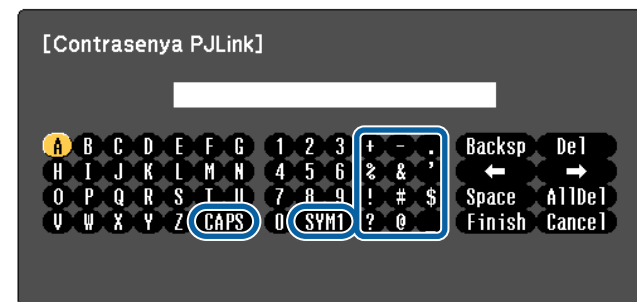 [Contrasenya PJLink]
A B C D E F G 1 2 3 + - . Backsp Del
H I J K L M N 4 5 6 % & ' ← →
O P Q R S T U 7 8 9 ! # $ Space AllDel
V W X Y Z CAPS 0 SYM1 ? @ _ Finish Cancel